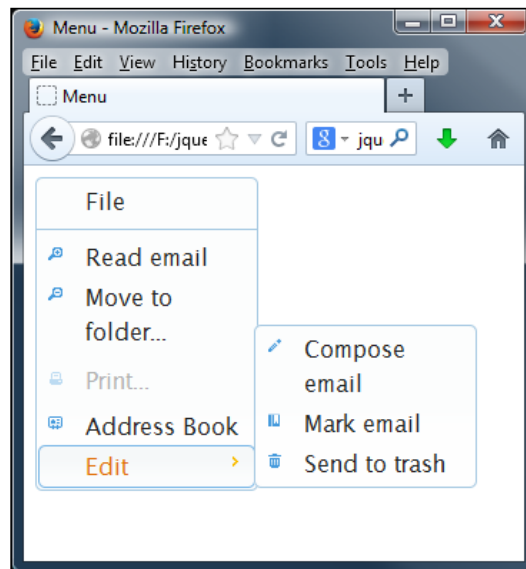 Menu - Mozilla Firefox
File Edit View History Bookmarks Tools Help
Menu
+
file:///F:/jque 8 jqu
File
Read email
Move to
folder...
Print...
Address Book
Edit
Compose
email
Mark email
Send to trash